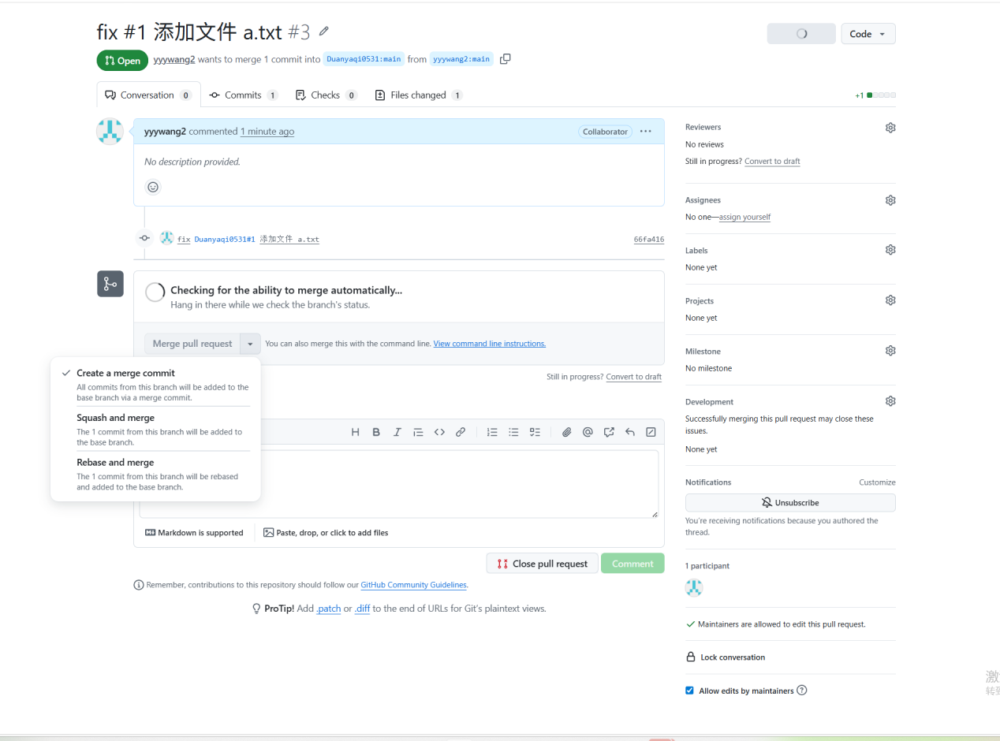 fix #1 添加文件 a.txt #3
Code
Open yyywang2 wants to merge 1 commit into Duanyaqi0531:main from yyywang2:main
Conversation 0 Commits 1 Checks 0 Files changed 1
+1
yyywang2 commented 1 minute ago
Collaborator
No description provided.
fix Duanyaqi0531#1 添加文件 a.txt
66fa416
Checking for the ability to merge automatically...
Hang in there while we check the branch's status.
Merge pull request
You can also merge this with the command line. View command line instructions.
Create a merge commit
All commits from this branch will be added to the
base branch via a merge commit.
Squash and merge
The 1 commit from this branch will be added to
the base branch.
Rebase and merge
The 1 commit from this branch will be rebased
and added to the base branch.
Still in progress? Convert to draft
Markdown is supported
Paste, drop, or click to add files
Close pull request
Comment
Remember, contributions to this repository should follow our GitHub Community Guidelines.
ProTip! Add .patch or .diff to the end of URLs for Git's plaintext views.
Reviewers
No reviews
Still in progress? Convert to draft
Assignees
No one—assign yourself
Labels
None yet
Projects
None yet
Milestone
No milestone
Development
Successfully merging this pull request may close these
issues.
None yet
Notifications
Customize
Unsubscribe
You're receiving notifications because you authored the
thread.
1 participant
Maintainers are allowed to edit this pull request.
Lock conversation
Allow edits by maintainers
激
转到